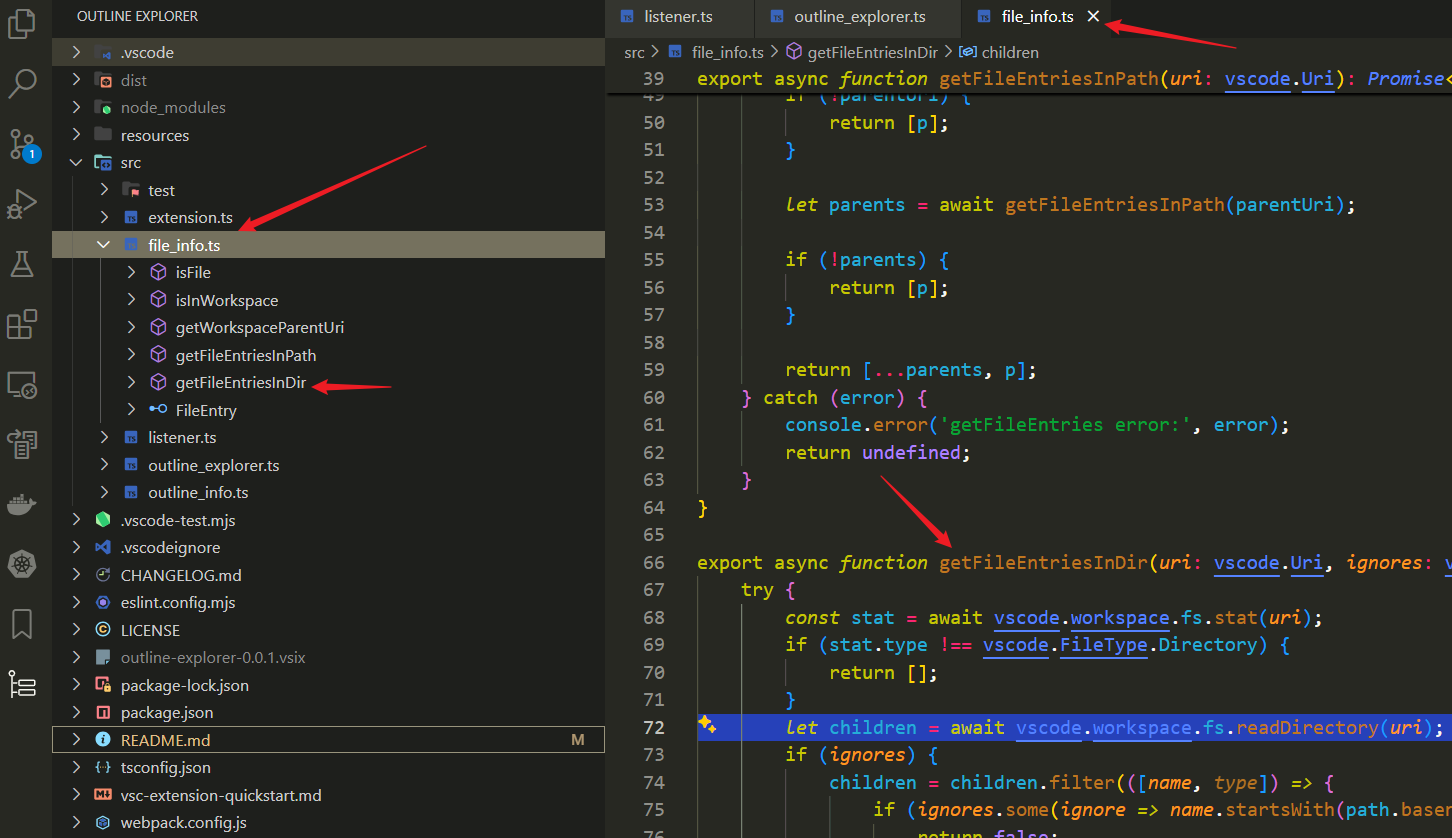 OUTLINE EXPLORER
.vscode
dist
node_modules
resources
src
test
extension.ts
file_info.ts
isFile
isInWorkspace
getWorkspaceParentUri
getFileEntriesInPath
getFileEntriesInDir
FileEntry
listener.ts
outline_explorer.ts
outline_info.ts
.vscode-test.mjs
.vscodeignore
CHANGELOG.md
eslint.config.mjs
LICENSE
outline-explorer-0.0.1.vsix
package-lock.json
package.json
README.md M
tsconfig.json
vsc-extension-quickstart.md
webpack.config.js
1
TS listener.ts TS outline_explorer.ts TS file_info.ts
src > TS file_info.ts > getFileEntriesInDir > children
39 export async function getFileEntriesInPath(uri: vscode.Uri): Promise<
49 if (!parentUri) {
50 return [p];
51 }
52
53 let parents = await getFileEntriesInPath(parentUri);
54
55 if (!parents) {
56 return [p];
57 }
58
59 return [...parents, p];
60 } catch (error) {
61 console.error('getFileEntries error:', error);
62 return undefined;
63 }
64 }
65
66 export async function getFileEntriesInDir(uri: vscode.Uri, ignores: v
67 try {
68 const stat = await vscode.workspace.fs.stat(uri);
69 if (stat.type !== vscode.FileType.Directory) {
70 return [];
71 }
72 let children = await vscode.workspace.fs.readDirectory(uri);
73 if (ignores) {
74 children = children.filter(([name, type]) => {
75 if (ignores.some(ignore => name.startsWith(path.basen
76 return false;